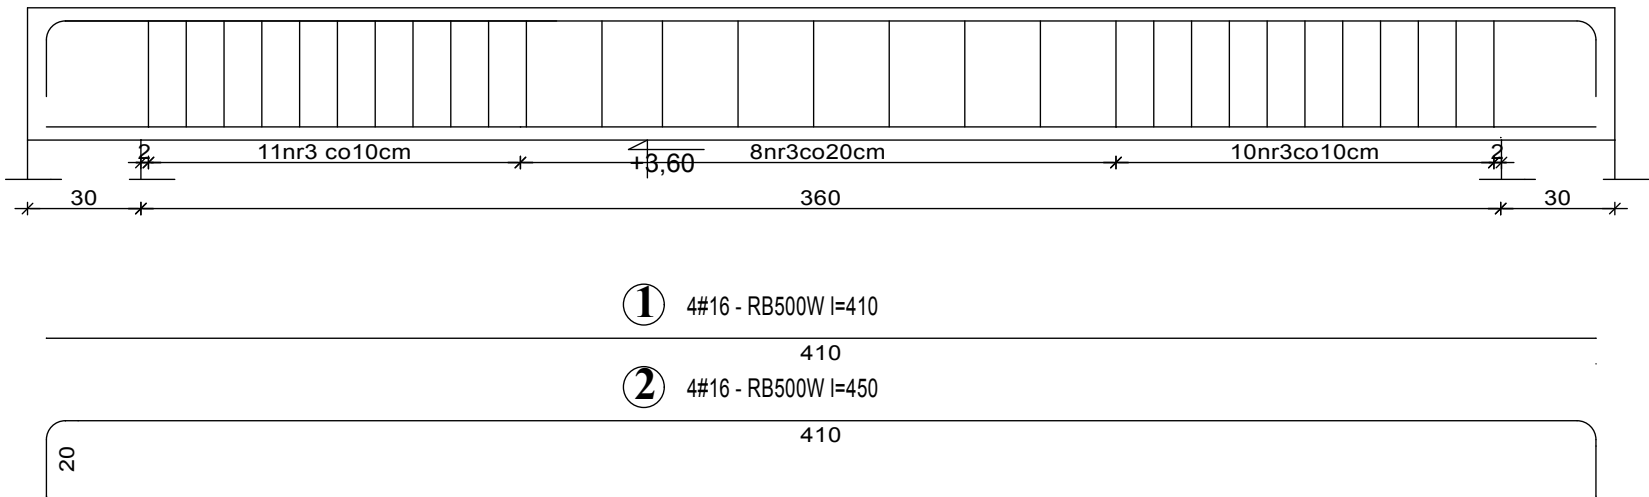 2 11nr3 co10cm 8nr3co20cm 10nr3co10cm 2
+3,60
30 360 30
1 4#16 - RB500W l=410
410
2 4#16 - RB500W l=450
410
20